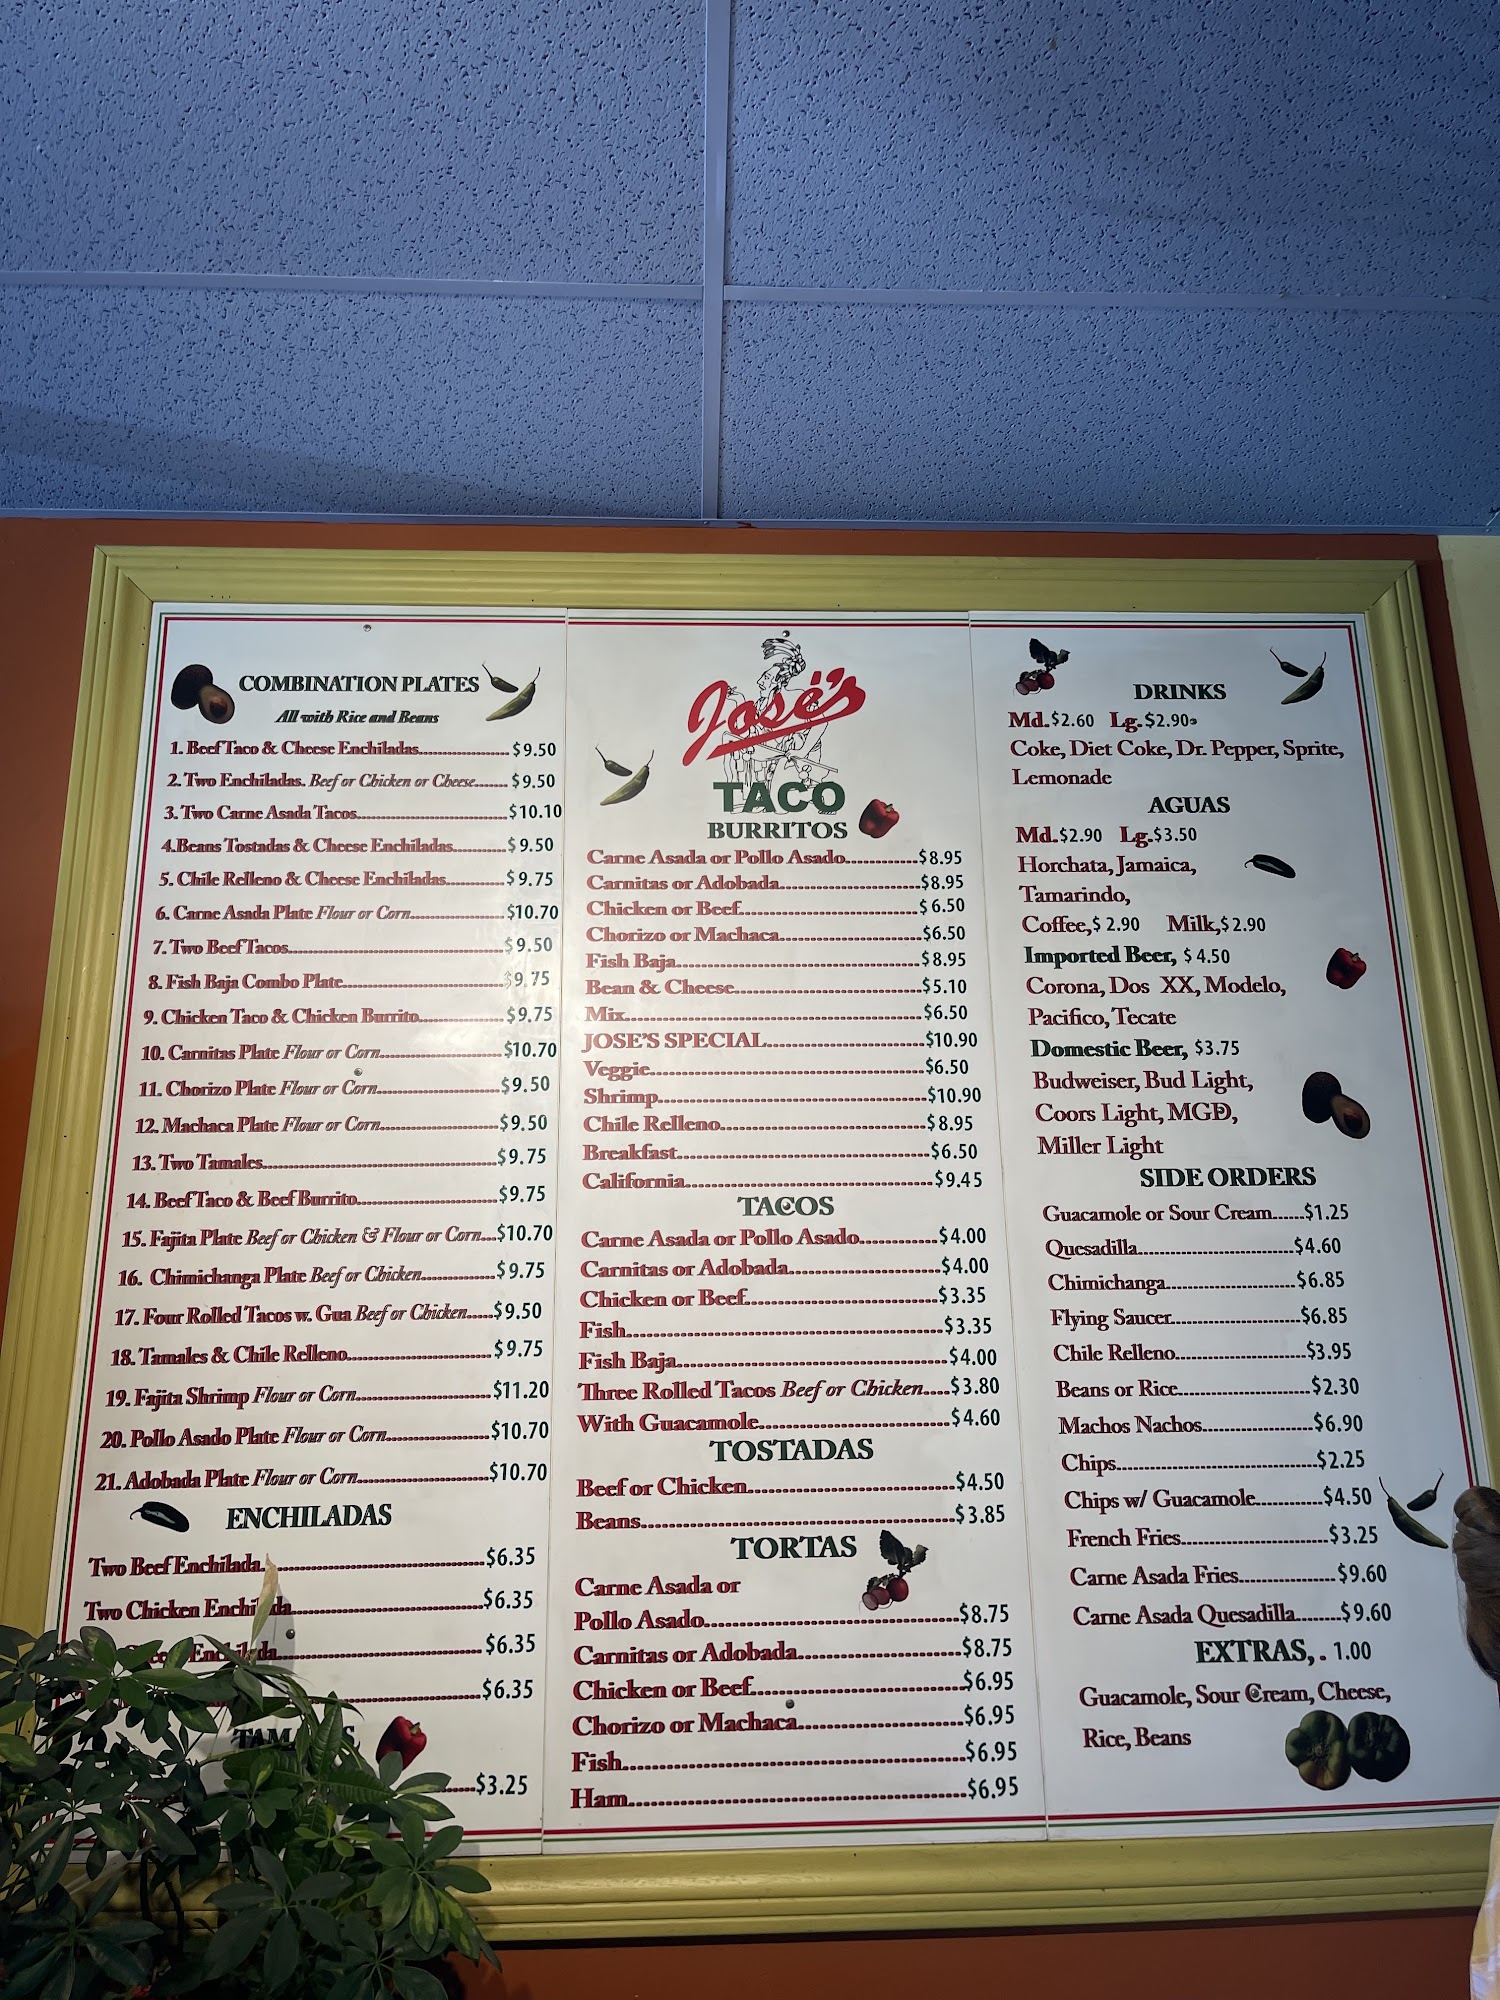 COMBINATION PLATES
All with Rice and Beans
1. Beef Taco & Cheese Enchiladas $9.50
2. Two Enchiladas. Beef or Chicken or Cheese $9.50
3. Two Carne Asada Tacos $10.10
4.Beans Tostadas & Cheese Enchiladas $9.50
5. Chile Relleno & Cheese Enchiladas $9.75
6. Carne Asada Plate Flour or Corn $10.70
7. Two Beef Tacos $9.50
8. Fish Baja Combo Plate $9.75
9. Chicken Taco & Chicken Burrito $9.75
10. Carnitas Plate Flour or Corn $10.70
11. Chorizo Plate Flour or Corn $9.50
12. Machaca Plate Flour or Corn $9.50
13. Two Tamales $9.75
14. Beef Taco & Beef Burrito $9.75
15. Fajita Plate Beef or Chicken & Flour or Corn $10.70
16. Chimichanga Plate Beef or Chicken $9.75
17. Four Rolled Tacos w. Gua Beef or Chicken $9.50
18. Tamales & Chile Relleno $9.75
19. Fajita Shrimp Flour or Corn $11.20
20. Pollo Asado Plate Flour or Corn $10.70
21. Adobada Plate Flour or Corn $10.70
ENCHILADAS
Two Beef Enchilada $6.35
Two Chicken Enchilada $6.35
Enchilada $6.35
$6.35
$3.25
José's
TACO
BURRITOS
Carne Asada or Pollo Asado $8.95
Carnitas or Adobada $8.95
Chicken or Beef $6.50
Chorizo or Machaca $6.50
Fish Baja $8.95
Bean & Cheese $5.10
Mix $6.50
JOSE'S SPECIAL $10.90
Veggie $6.50
Shrimp $10.90
Chile Relleno $8.95
Breakfast $6.50
California $9.45
TACOS
Carne Asada or Pollo Asado $4.00
Carnitas or Adobada $4.00
Chicken or Beef $3.35
Fish $3.35
Fish Baja $4.00
Three Rolled Tacos Beef or Chicken $3.80
With Guacamole $4.60
TOSTADAS
Beef or Chicken $4.50
Beans $3.85
TORTAS
Carne Asada or
Pollo Asado $8.75
Carnitas or Adobada $8.75
Chicken or Beef $6.95
Chorizo or Machaca $6.95
Fish $6.95
Ham $6.95
DRINKS
Md.$2.60 Lg.$2.90
Coke, Diet Coke, Dr. Pepper, Sprite,
Lemonade
AGUAS
Md.$2.90 Lg.$3.50
Horchata, Jamaica,
Tamarindo,
Coffee,$2.90 Milk,$2.90
Imported Beer, $4.50
Corona, Dos XX, Modelo,
Pacifico, Tecate
Domestic Beer, $3.75
Budweiser, Bud Light,
Coors Light, MGD,
Miller Light
SIDE ORDERS
Guacamole or Sour Cream $1.25
Quesadilla $4.60
Chimichanga $6.85
Flying Saucer $6.85
Chile Relleno $3.95
Beans or Rice $2.30
Machos Nachos $6.90
Chips $2.25
Chips w/ Guacamole $4.50
French Fries $3.25
Carne Asada Fries $9.60
Carne Asada Quesadilla $9.60
EXTRAS,. 1.00
Guacamole, Sour Cream, Cheese,
Rice, Beans